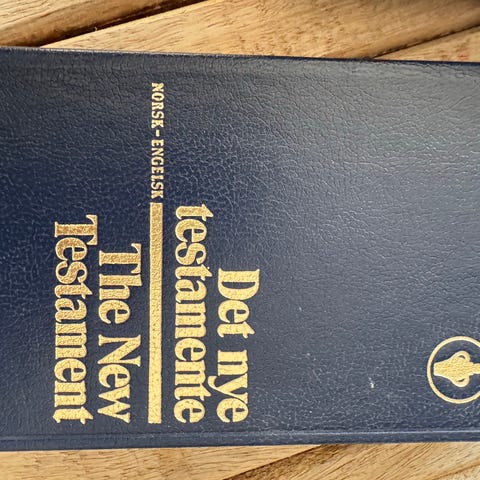 Det nye
testamente
NORSK-ENGELSK
The New
Testament